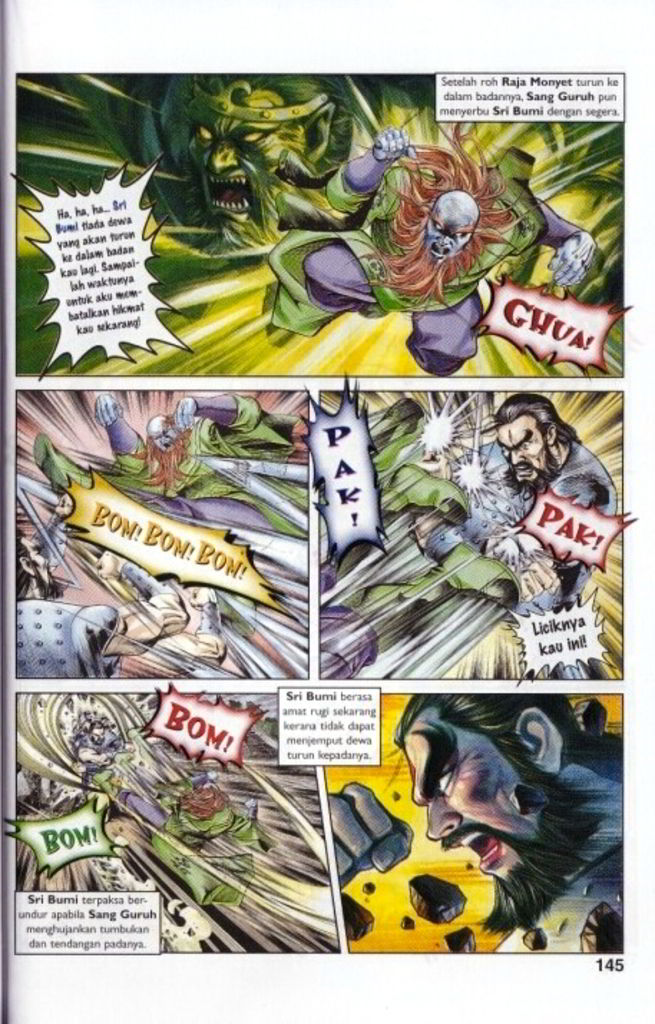 Setelah roh Raja Monyet turun ke
dalam badannya, Sang Guruh pun
menyerbu Sri Bumi dengan segera.
Ha, ha, ha... Sri
Bumi tiada dewa
yang akan turun
ke dalam badan
kau lagi. Sampai-
lah waktunya
untuk aku mem-
batalkan hikmat
kau sekarang!
GHUA!
BOM! BOM! BOM!
PAK!
PAK!
Liciknya
kau ini!
BOM!
BOM!
Sri Bumi terpaksa ber-
undur apabila Sang Guruh
menghujankan tumbukan
dan tendangan padanya.
Sri Bumi berasa
amat rugi sekarang
kerana tidak dapat
menjemput dewa
turun kepadanya.
145